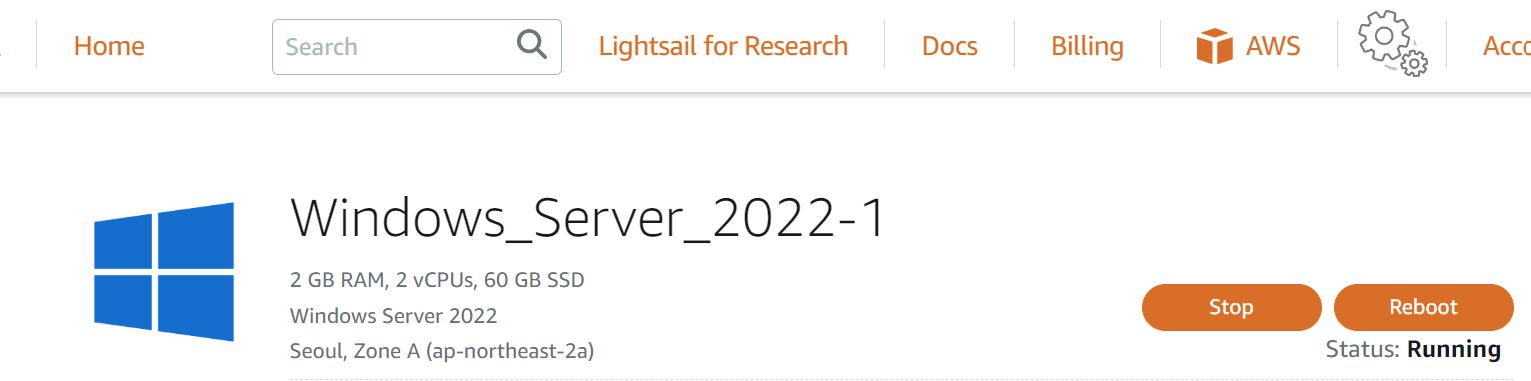 Home
Search
Lightsail for Research
Docs
Billing
AWS
Windows_Server_2022-1
2 GB RAM, 2 vCPUs, 60 GB SSD
Windows Server 2022
Seoul, Zone A (ap-northeast-2a)
Stop
Reboot
Status: Running